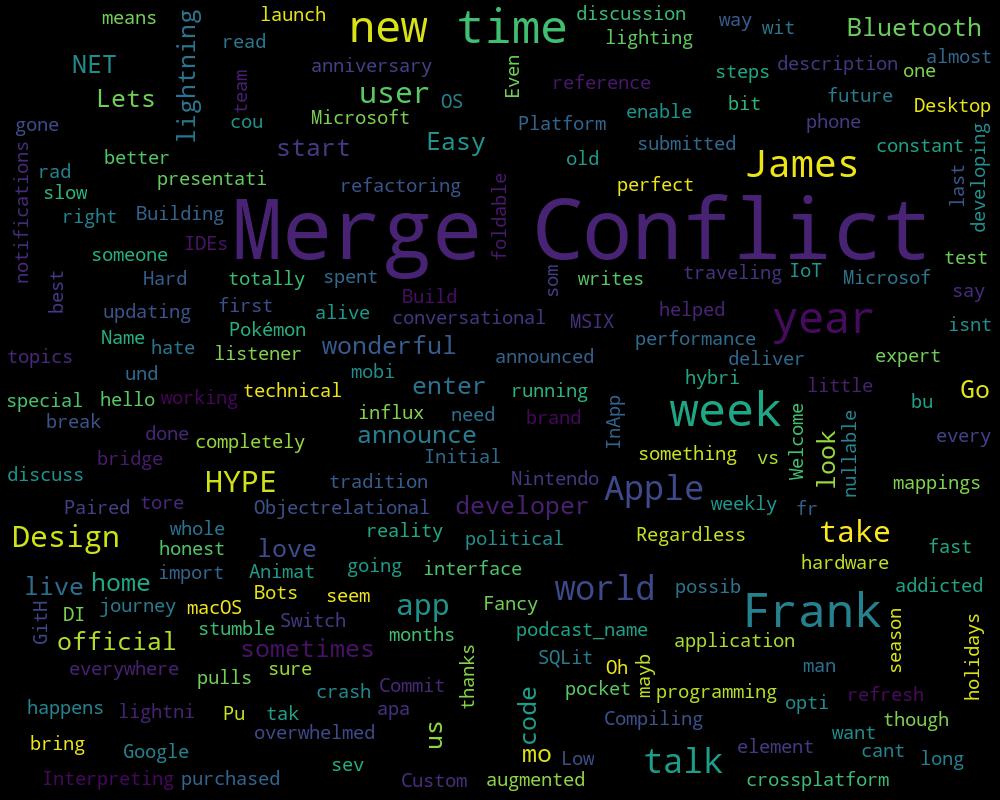 means
launch
new
time
discussion
way
wit
Bluetooth
lightning
read
lighting
NET
anniversary
Even
reference
steps
description
one
almost
Lets
team
user
OS
enable
bit
future
Desktop
gone
cou
Microsoft
Platform
phone
notifications
better
start
Easy
old
submitted
James
constant
developing
rad
slow
presentati
refactoring
foldable
perfect
last
right
Building
Merge
Conflict
someone
IDEs
test
best
Hard
totally
spent
som
writes
traveling
IoT
Microsof
say
updating
first
alive
Build
conversational
MSIX
helped
year
isnt
Name
Pokémon
performance
topics
hate
listener
wonderful
announced
deliver
expert
und
mobi
hybri
special
hello
working
technical
enter
running
little
bu
Go
break
influx
need
brand
InApp
week
Welcome
look
nullable
done
completely
announce
every
bridge
Initial
something
vs
discuss
HYPE
tradition
Nintendo
Apple
mappings
Paired
tore
Objectrelational
developer
weekly
fr
Design
whole
reality
political
Regardless
take
honest
love
fast
import
Animat
going
interface
hardware
live
home
world
possib
addicted
GitH
DI
journey
macOS
Bots
seem
app
Fancy
Frank
season
holidays
official
stumble
Switch
months
podcast_name
application
sometimes
everywhere
sure
thanks
SQLit
Oh
mayb
man
pulls
crash
Commit
pocket
programming
opti
refresh
happens
lightni
Pu
tak
apa
us
code
Compiling
though
overwhelmed
want
bring
Google
mo
Low
talk
element
cant
long
Interpreting
purchased
sev
Custom
augmented
crossplatform